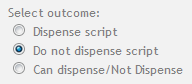 Select outcome:
Dispense script
Do not dispense script
Can dispense/Not Dispense